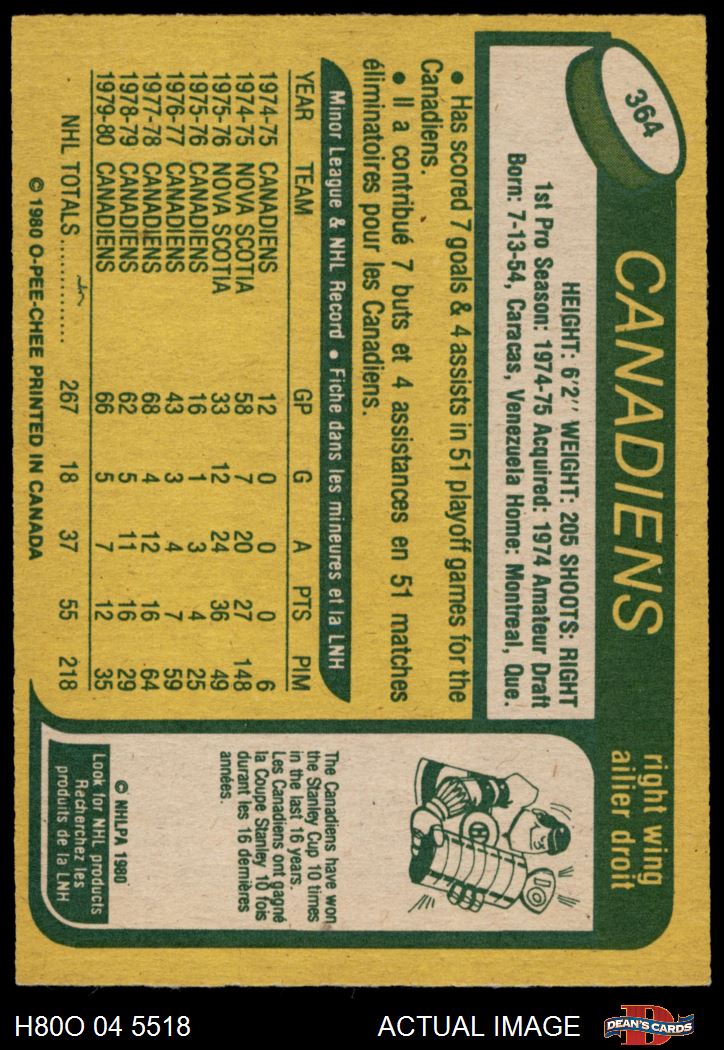 364
CANADIENS
right wing
ailier droit
HEIGHT: 6'2" WEIGHT: 205 SHOOTS: RIGHT
1st Pro Season: 1974-75 Acquired: 1974 Amateur Draft
Born: 7-13-54, Caracas, Venezuela Home: Montreal, Que.
• Has scored 7 goals & 4 assists in 51 playoff games for the
Canadiens.
• Il a contribué 7 buts et 4 assistances en 51 matches
éliminatoires pour les Canadiens.
Minor League & NHL Record • Fiche dans les mineures et la LNH
YEAR TEAM GP G A PTS PIM
1974-75 CANADIENS 12 0 0 0 6
1974-75 NOVA SCOTIA 58 7 20 27 148
1975-76 NOVA SCOTIA 33 12 24 36 49
1975-76 CANADIENS 16 1 3 4 25
1976-77 CANADIENS 43 3 4 7 59
1977-78 CANADIENS 68 4 12 16 64
1978-79 CANADIENS 62 5 11 16 29
1979-80 CANADIENS 66 5 7 12 35
NHL TOTALS .............. 267 18 37 55 218
© 1980 O-PEE-CHEE PRINTED IN CANADA
The Canadiens have won
the Stanley Cup 10 times
in the last 16 years.
Les Canadiens ont gagné
la Coupe Stanley 10 fois
durant les 16 dernières
années.
© NHLPA 1980
Look for NHL products
Recherchez les
produits de la LNH
H80O 04 5518 ACTUAL IMAGE
DEAN'S CARDS